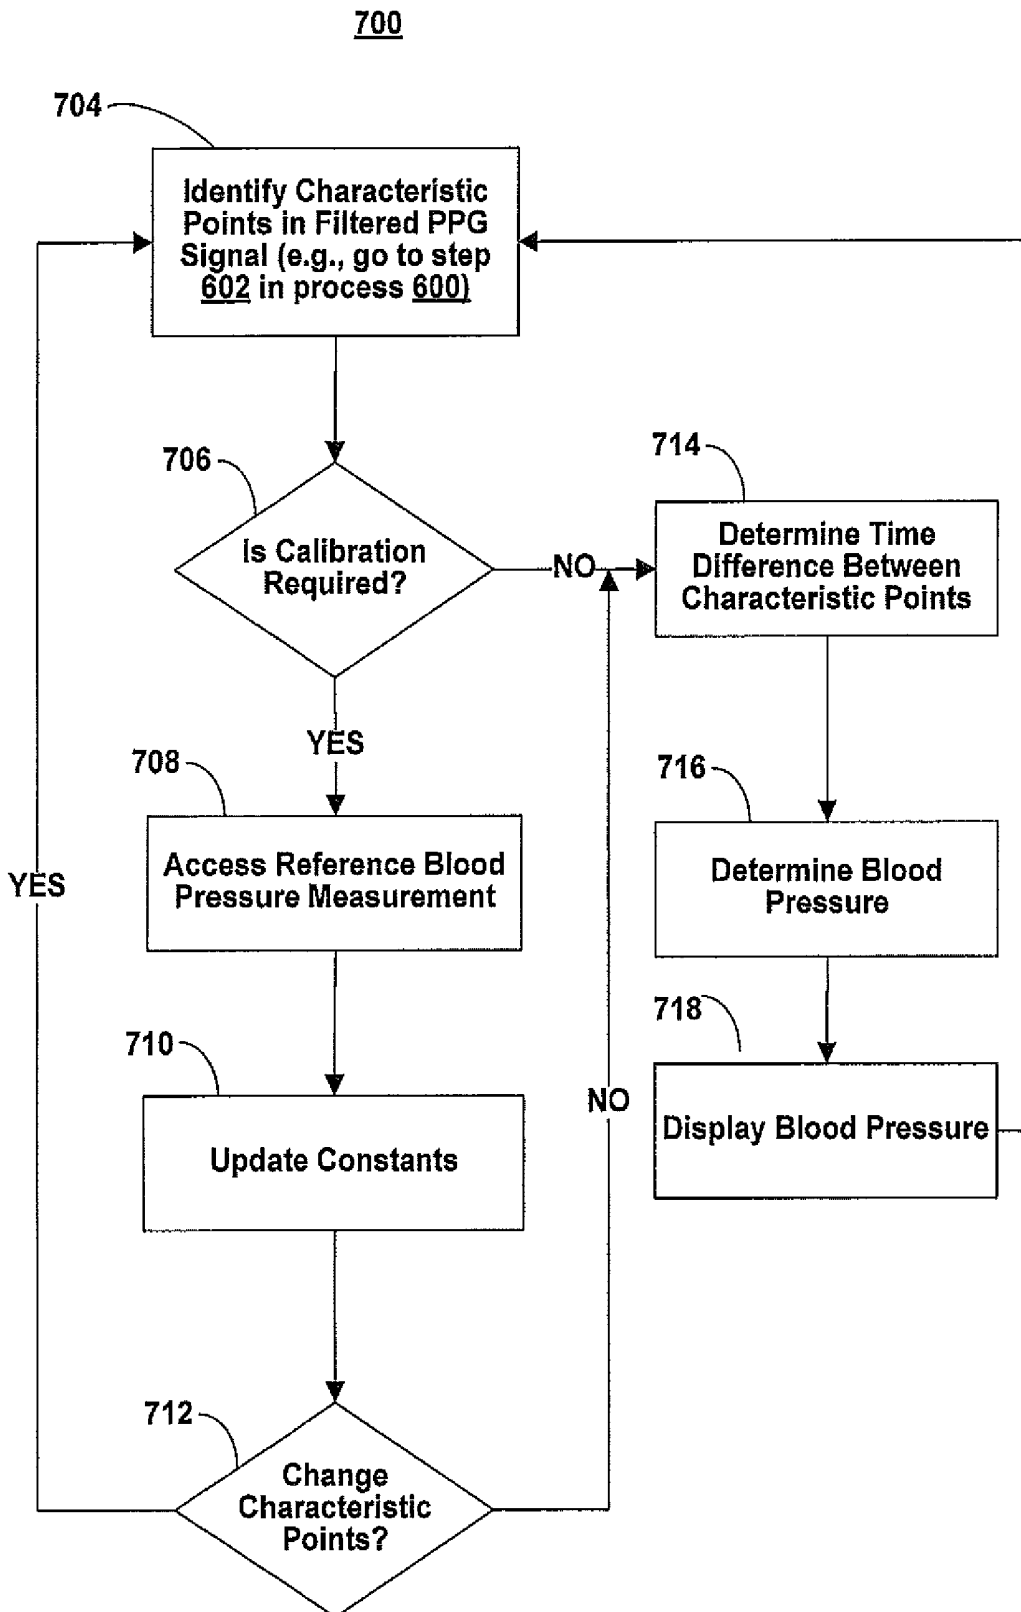 700
704
Identify Characteristic
Points in Filtered PPG
Signal (e.g., go to step
602 in process 600)
706
Is Calibration
Required?
NO
714
Determine Time
Difference Between
Characteristic Points
YES
708
Access Reference Blood
Pressure Measurement
716
Determine Blood
Pressure
YES
710
Update Constants
NO
718
Display Blood Pressure
712
Change
Characteristic
Points?